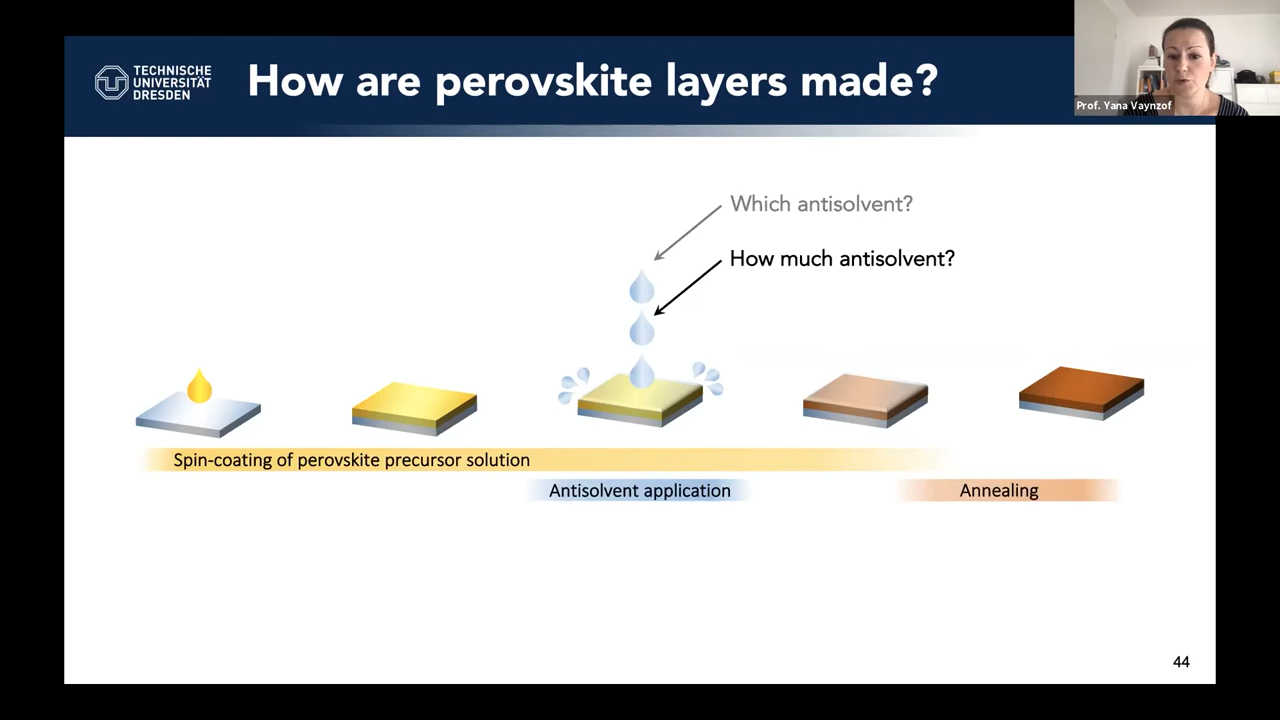 TECHNISCHE
UNIVERSITÄT
DRESDEN
How are perovskite layers made?
Prof. Yana Vaynzof
Which antisolvent?
How much antisolvent?
Spin-coating of perovskite precursor solution
Antisolvent application
Annealing
44